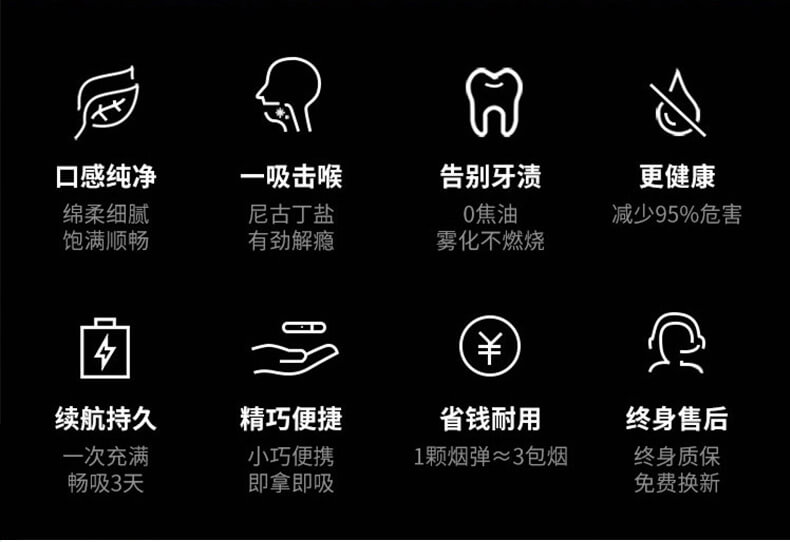 口感纯净
一吸击喉
告别牙渍
更健康
绵柔细腻
饱满顺畅
尼古丁盐
有劲解瘾
0焦油
雾化不燃烧
减少95%危害
续航持久
精巧便捷
省钱耐用
终身售后
一次充满
畅吸3天
小巧便携
即拿即吸
1颗烟弹≈3包烟
终身质保
免费换新